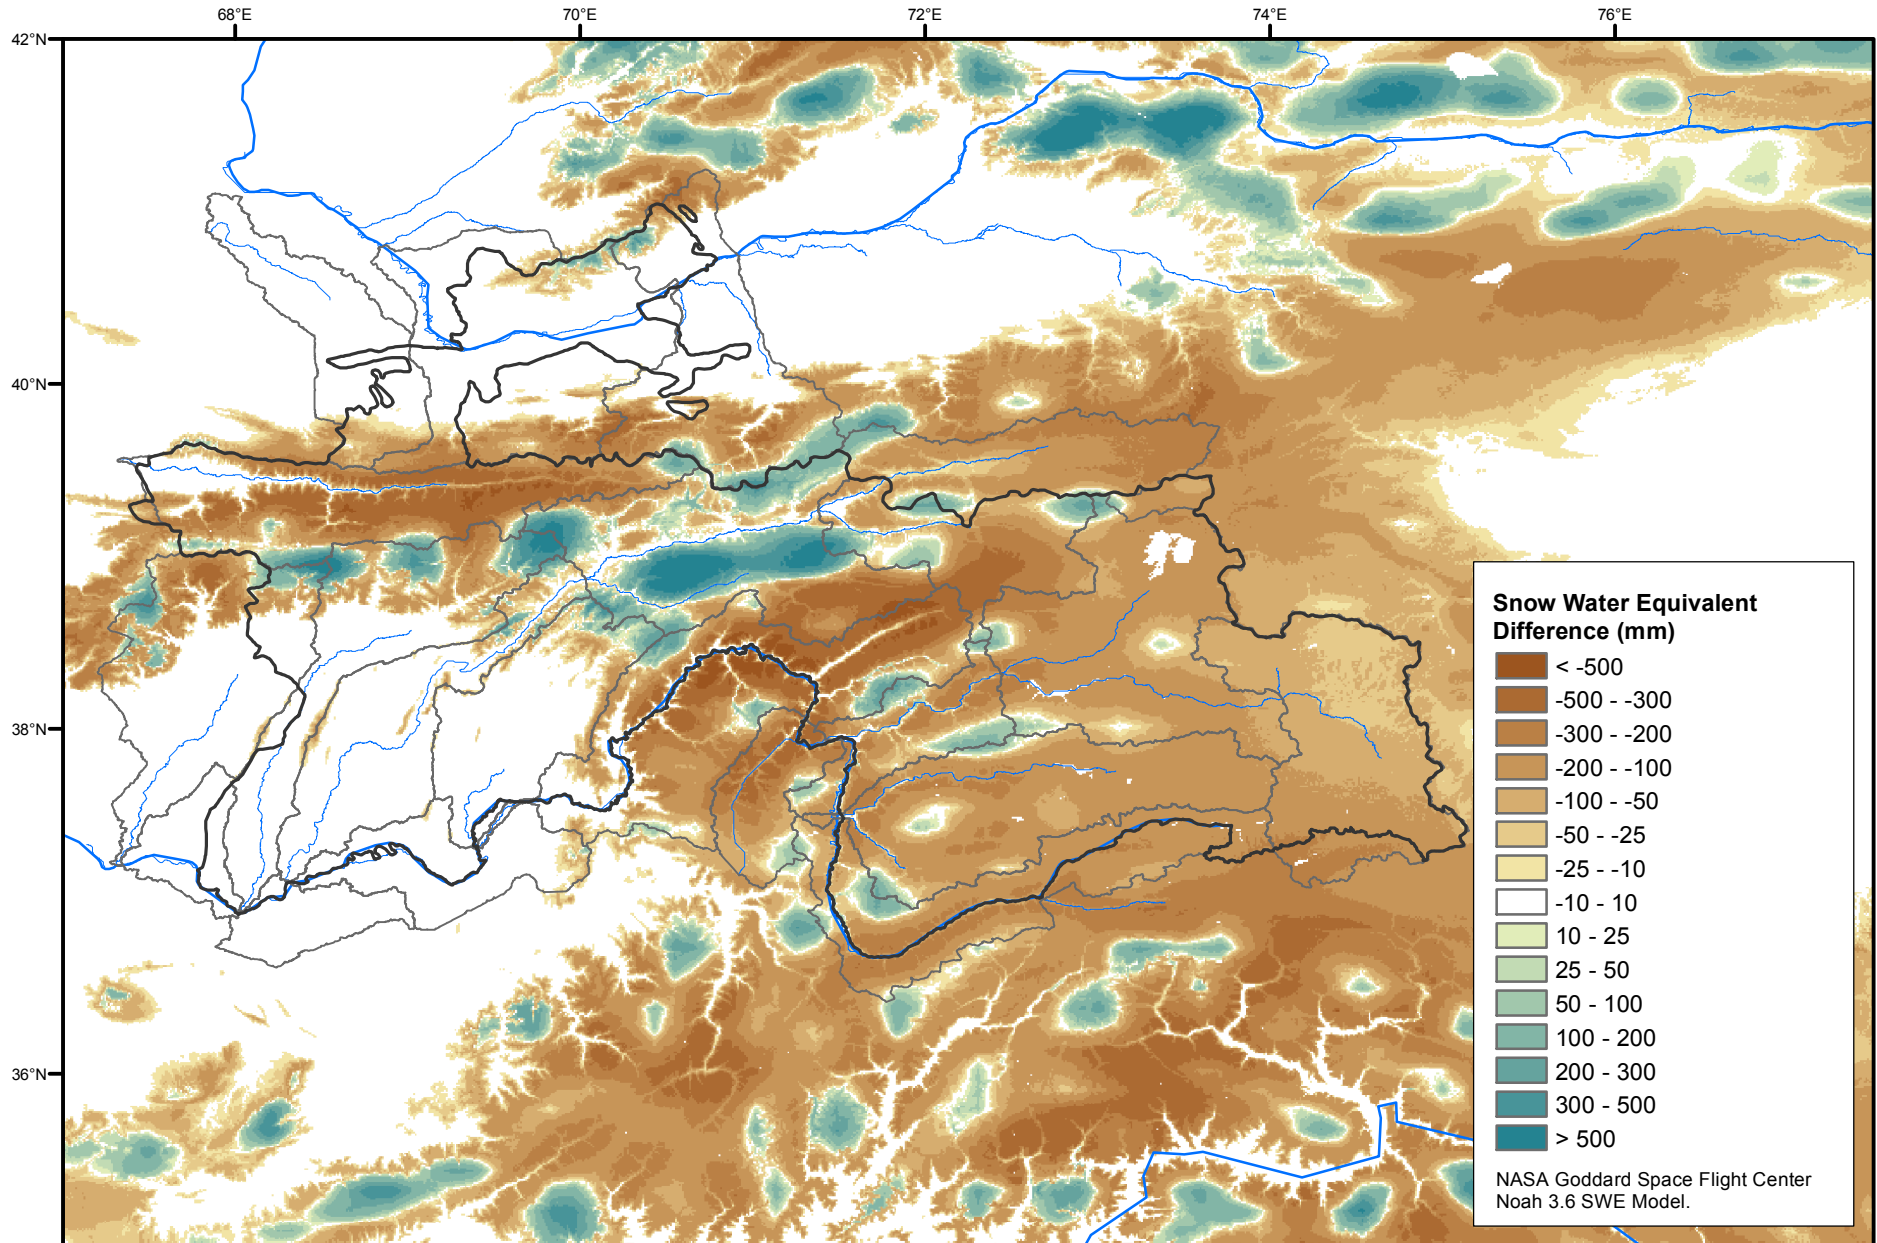 68°E
70°E
72°E
74°E
76°E
42°N
40°N
38°N
36°N
Snow Water Equivalent
Difference (mm)
< -500
-500 - -300
-300 - -200
-200 - -100
-100 - -50
-50 - -25
-25 - -10
-10 - 10
10 - 25
25 - 50
50 - 100
100 - 200
200 - 300
300 - 500
> 500
NASA Goddard Space Flight Center
Noah 3.6 SWE Model.